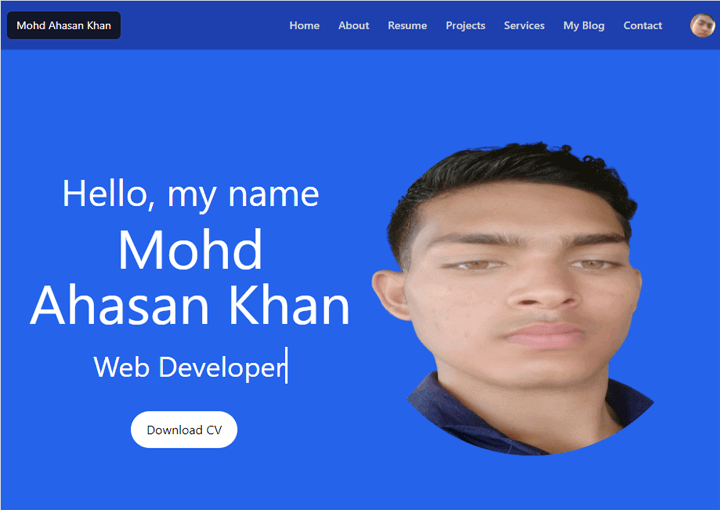 Mohd Ahasan Khan
Home About Resume Projects Services My Blog Contact
Hello, my name
Mohd
Ahasan Khan
Web Developer
Download CV